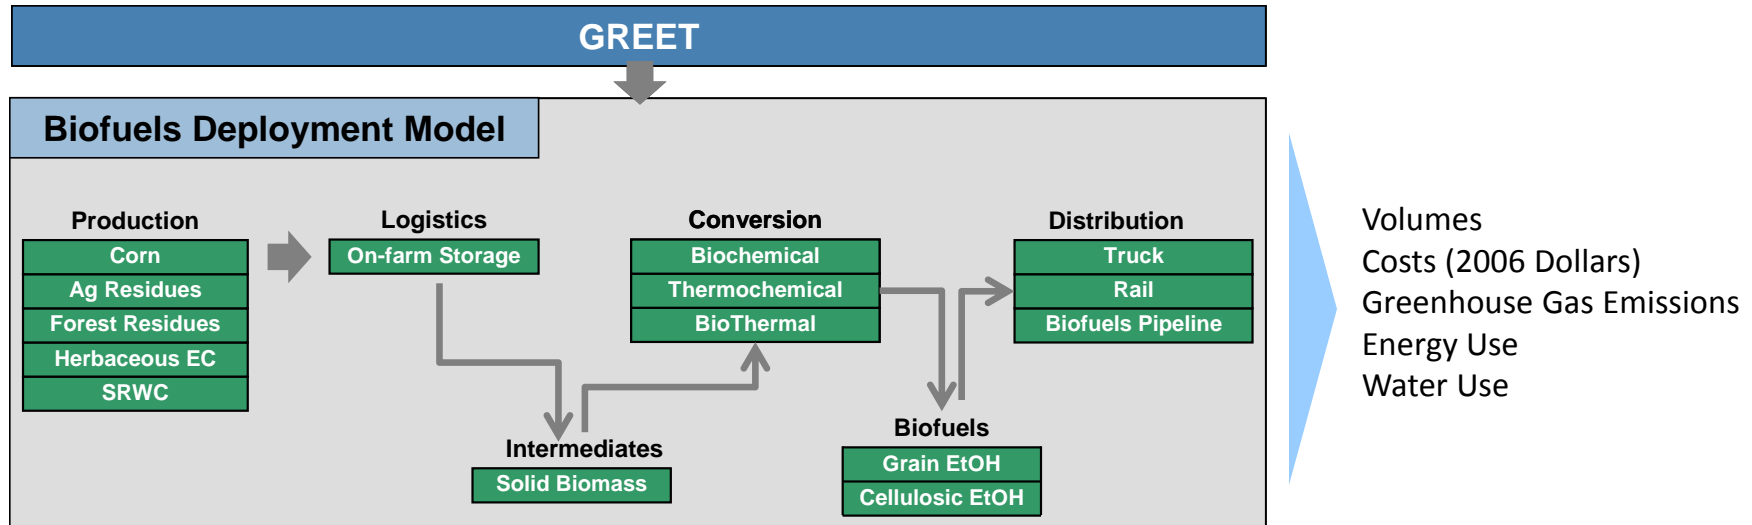 GREET
Biofuels Deployment Model
Production
Corn
Ag Residues
Forest Residues
Herbaceous EC
SRWC
Logistics
On-farm Storage
Intermediates
Solid Biomass
Conversion
Biochemical
Thermochemical
BioThermal
Biofuels
Grain EtOH
Cellulosic EtOH
Distribution
Truck
Rail
Biofuels Pipeline
Volumes
Costs (2006 Dollars)
Greenhouse Gas Emissions
Energy Use
Water Use